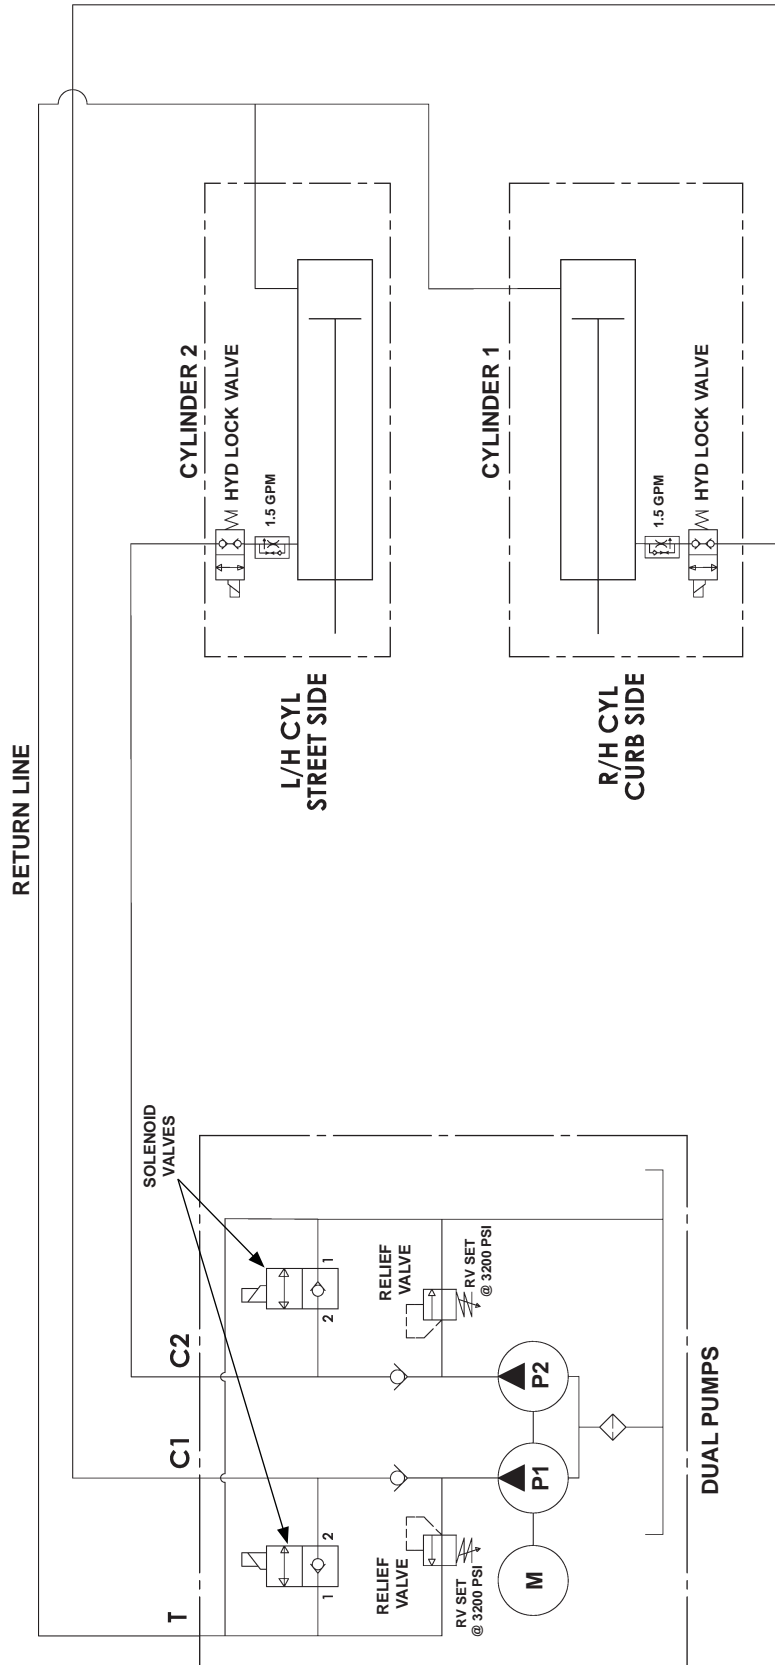 RETURN LINE
CYLINDER 2
HYD LOCK VALVE
1.5 GPM
L/H CYL
STREET SIDE
CYLINDER 1
1.5 GPM
HYD LOCK VALVE
R/H CYL
CURB SIDE
SOLENOID
VALVES
T
C1
C2
1
2
2
1
RELIEF
VALVE
RV SET
@ 3200 PSI
RELIEF
VALVE
RV SET
@ 3200 PSI
M
P1
P2
DUAL PUMPS